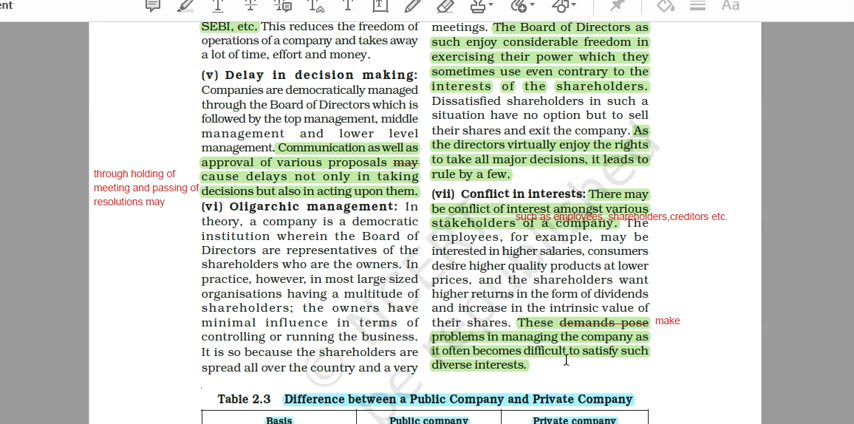 ent
T T T T T
Aa
SEBI, etc. This reduces the freedom of
operations of a company and takes away
a lot of time, effort and money.
(v) Delay in decision making:
Companies are democratically managed
through the Board of Directors which is
followed by the top management, middle
management and lower level
management. Communication as well as
approval of various proposals may
cause delays not only in taking
decisions but also in acting upon them.
through holding of
meeting and passing of
resolutions may
(vi) Oligarchic management: In
theory, a company is a democratic
institution wherein the Board of
Directors are representatives of the
shareholders who are the owners. In
practice, however, in most large sized
organisations having a multitude of
shareholders; the owners have
minimal influence in terms of
controlling or running the business.
It is so because the shareholders are
spread all over the country and a very
meetings. The Board of Directors as
such enjoy considerable freedom in
exercising their power which they
sometimes use even contrary to the
interests of the shareholders.
Dissatisfied shareholders in such a
situation have no option but to sell
their shares and exit the company. As
the directors virtually enjoy the rights
to take all major decisions, it leads to
rule by a few.
(vii) Conflict in interests: There may
be conflict of interest amongst various
such as employees, shareholders,creditors etc.
stakeholders of a company. The
employees, for example, may be
interested in higher salaries, consumers
desire higher quality products at lower
prices, and the shareholders want
higher returns in the form of dividends
and increase in the intrinsic value of
their shares. These demands pose
make
problems in managing the company as
it often becomes difficult to satisfy such
diverse interests.
Table 2.3 Difference between a Public Company and Private Company
Basis Public company Private company
© NCERT
be republished